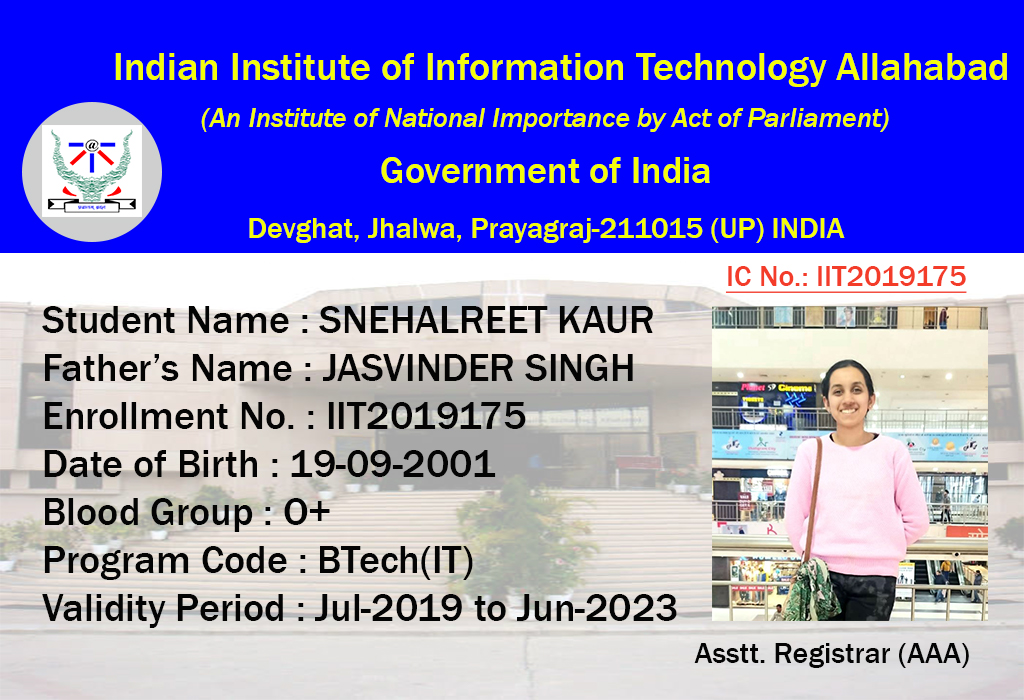 Indian Institute of Information Technology Allahabad
(An Institute of National Importance by Act of Parliament)
Government of India
Devghat, Jhalwa, Prayagraj-211015 (UP) INDIA
@
IC No.: IIT2019175
Student Name : SNEHALREET KAUR
Father’s Name : JASVINDER SINGH
Enrollment No. : IIT2019175
Date of Birth : 19-09-2001
Blood Group : O+
Program Code : BTech(IT)
Validity Period : Jul-2019 to Jun-2023
Cinema
Asstt. Registrar (AAA)